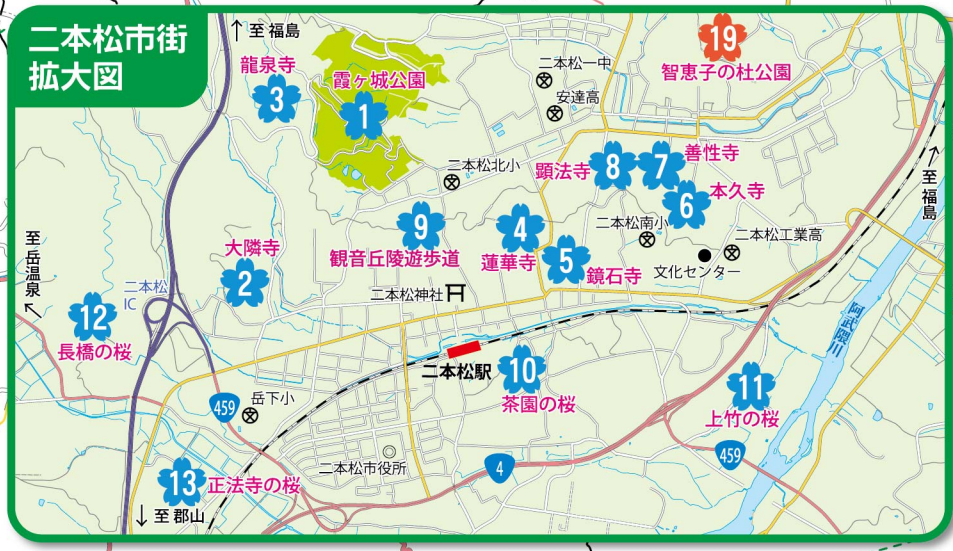 二本松市街
拡大図
↑至福島
龍泉寺
3
霞ヶ城公園
1
二本松一中
安達高
19
智恵子の杜公園
二本松北小
顕法寺
8
7
善性寺
6
本久寺
↑至福島
9
観音丘陵遊歩道
4
蓮華寺
5
鏡石寺
二本松南小
二本松工業高
文化センター
至岳温泉
大隣寺
2
二本松
IC
二本松神社
12
長橋の桜
阿武隈川
二本松駅
10
茶園の桜
11
上竹の桜
459
岳下小
二本松市役所
4
459
13
正法寺の桜
↓至郡山